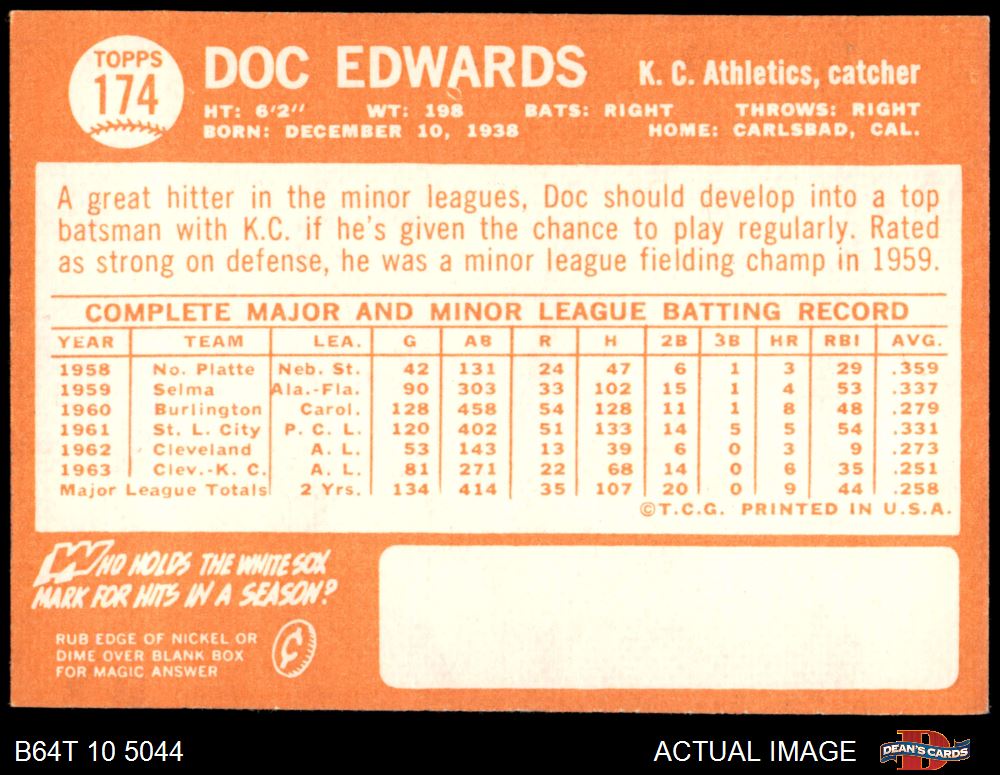 TOPPS
174
DOC EDWARDS
K. C. Athletics, catcher
HT: 6'2" WT: 198 BATS: RIGHT THROWS: RIGHT
BORN: DECEMBER 10, 1938 HOME: CARLSBAD, CAL.
A great hitter in the minor leagues, Doc should develop into a top
batsman with K.C. if he's given the chance to play regularly. Rated
as strong on defense, he was a minor league fielding champ in 1959.
COMPLETE MAJOR AND MINOR LEAGUE BATTING RECORD
YEAR TEAM LEA. G AB R H 2B 3B HR RBI AVG.
1958 No. Platte Neb. St. 42 131 24 47 6 1 3 29 .359
1959 Selma Ala.-Fla. 90 303 33 102 15 1 4 53 .337
1960 Burlington Carol. 128 458 54 128 11 1 8 48 .279
1961 St. L. City P. C. L. 120 402 51 133 14 5 5 54 .331
1962 Cleveland A. L. 53 143 13 39 6 0 3 9 .273
1963 Clev.-K. C. A. L. 81 271 22 68 14 0 6 35 .251
Major League Totals 2 Yrs. 134 414 35 107 20 0 9 44 .258
©T.C.G. PRINTED IN U.S.A.
WHO HOLDS THE WHITE SOX
MARK FOR HITS IN A SEASON?
RUB EDGE OF NICKEL OR
DIME OVER BLANK BOX
FOR MAGIC ANSWER
¢
B64T 10 5044
ACTUAL IMAGE
D
DEAN'S CARDS